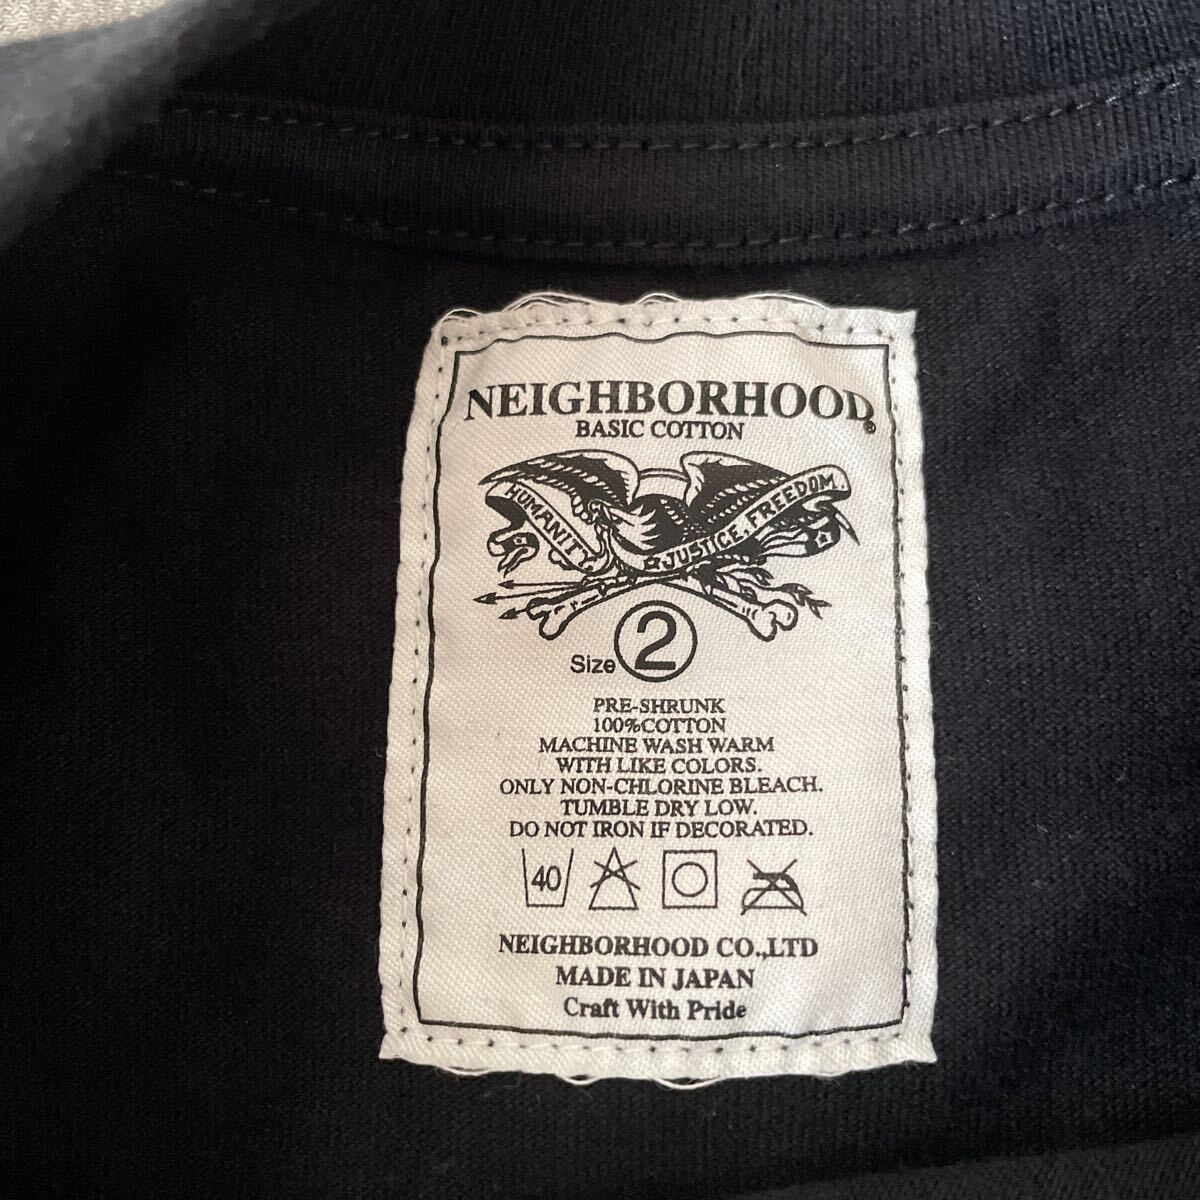 NEIGHBORHOOD®
BASIC COTTON
HUMANITY, JUSTICE, FREEDOM.
Size 2
PRE-SHRUNK
100%COTTON
MACHINE WASH WARM
WITH LIKE COLORS.
ONLY NON-CHLORINE BLEACH.
TUMBLE DRY LOW.
DO NOT IRON IF DECORATED.
40
NEIGHBORHOOD CO.,LTD
MADE IN JAPAN
Craft With Pride